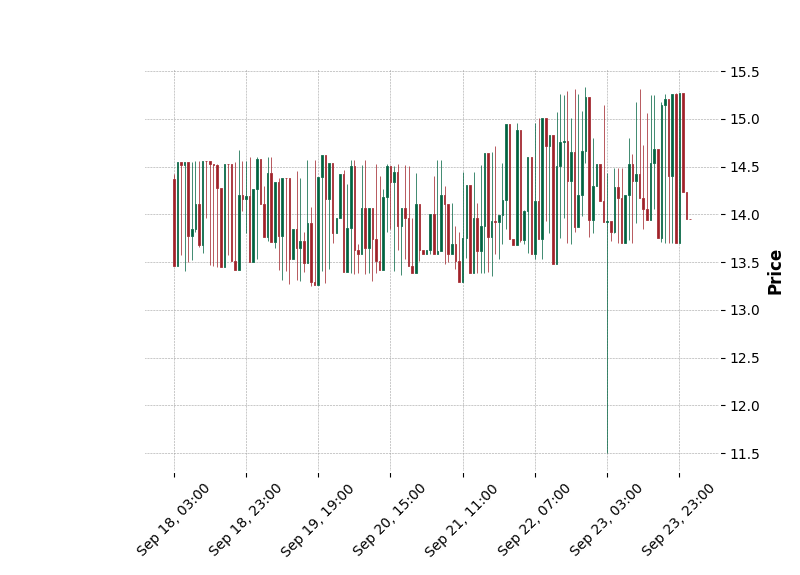 15.5
15.0
14.5
14.0
13.5
13.0
12.5
12.0
11.5
Price
Sep 18, 03:00
Sep 18, 23:00
Sep 19, 19:00
Sep 20, 15:00
Sep 21, 11:00
Sep 22, 07:00
Sep 23, 03:00
Sep 23, 23:00